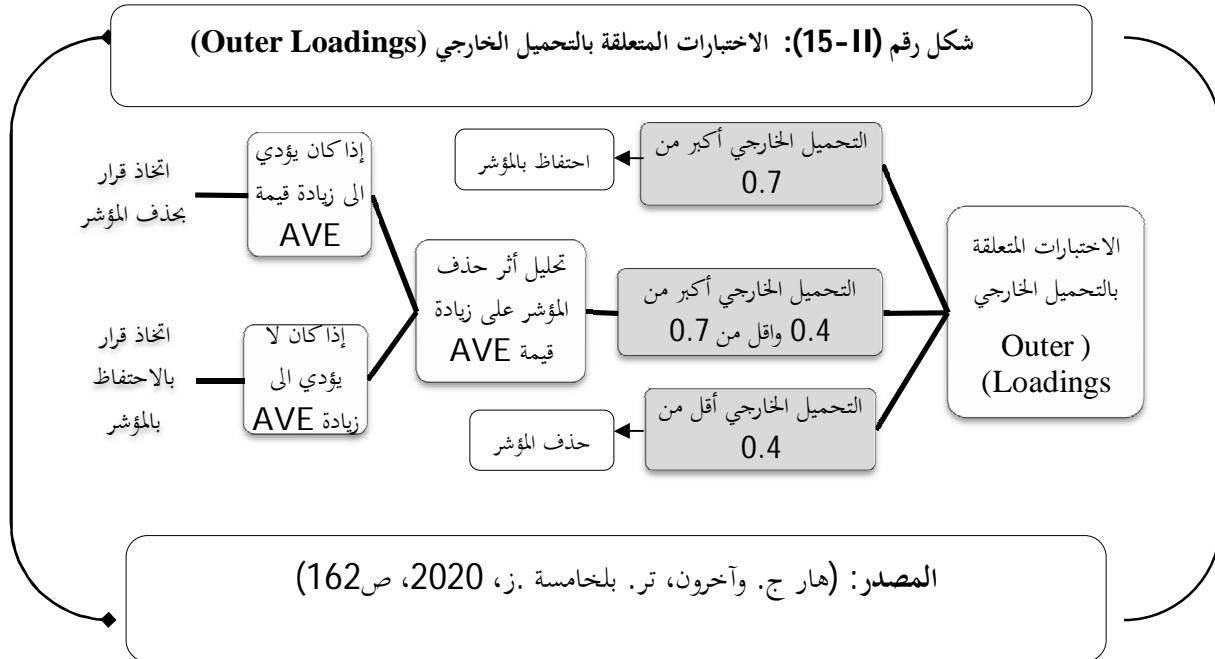 شكل رقم (II-15): الاختبارات المتعلقة بالتحميل الخارجي (Outer Loadings)
الاختبارات المتعلقة
بالتحميل الخارجي
Outer )
(Loadings
التحميل الخارجي أكبر من
0.7
احتفاظ بالمؤشر
التحميل الخارجي أكبر من
0.4 واقل من 0.7
تحليل أثر حذف
المؤشر على زيادة
قيمة AVE
إذا كان يؤدي
الى زيادة قيمة
AVE
اتخاذ قرار
بحذف المؤشر
إذا كان لا
يؤدي الى
زيادة AVE
اتخاذ قرار
بالاحتفاظ
بالمؤشر
التحميل الخارجي أقل من
0.4
حذف المؤشر
المصدر: (هار ج. وآخرون، تر. بلخامسة .ز، 2020، ص162)